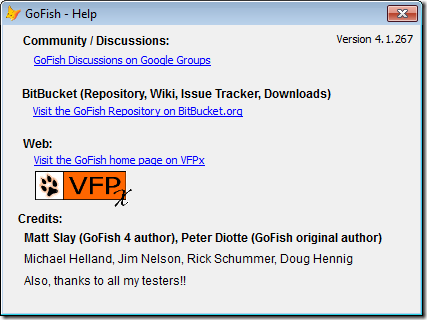 GoFish - Help
Version 4.1.267
Community / Discussions:
GoFish Discussions on Google Groups
BitBucket (Repository, Wiki, Issue Tracker, Downloads)
Visit the GoFish Repository on BitBucket.org
Web:
Visit the GoFish home page on VFPx
VFPx
Credits:
Matt Slay (GoFish 4 author), Peter Diotte (GoFish original author)
Michael Helland, Jim Nelson, Rick Schummer, Doug Hennig
Also, thanks to all my testers!!